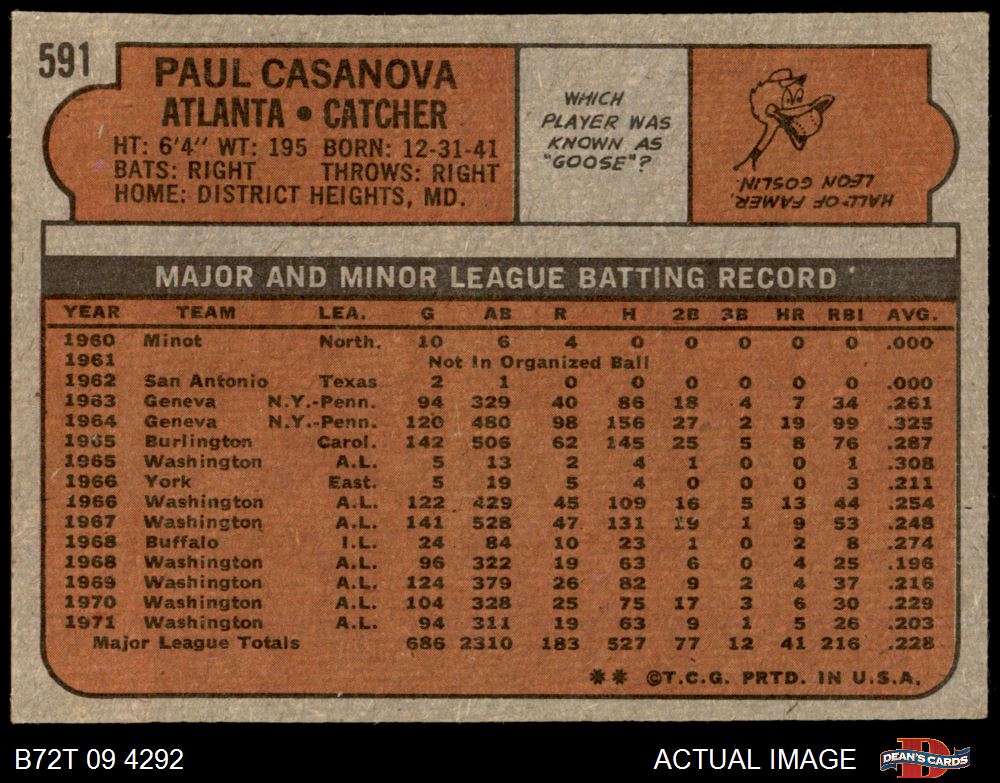 591
PAUL CASANOVA
ATLANTA • CATCHER
HT: 6'4" WT: 195 BORN: 12-31-41
BATS: RIGHT THROWS: RIGHT
HOME: DISTRICT HEIGHTS, MD.
WHICH
PLAYER WAS
KNOWN AS
"GOOSE"?
HALL OF FAMER,
LEON GOSLIN.
MAJOR AND MINOR LEAGUE BATTING RECORD
YEAR TEAM LEA. G AB R H 2B 3B HR RBI AVG.
1960 Minot North. 10 6 4 0 0 0 0 0 .000
1961 Not In Organized Ball
1962 San Antonio Texas 2 1 0 0 0 0 0 0 .000
1963 Geneva N.Y.-Penn. 94 329 40 86 18 4 7 34 .261
1964 Geneva N.Y.-Penn. 120 480 98 156 27 2 19 99 .325
1965 Burlington Carol. 142 506 62 145 25 5 8 76 .287
1965 Washington A.L. 5 13 2 4 1 0 0 1 .308
1966 York East. 5 19 5 4 0 0 0 3 .211
1966 Washington A.L. 122 429 45 109 16 5 13 44 .254
1967 Washington A.L. 141 528 47 131 19 1 9 53 .248
1968 Buffalo I.L. 24 84 10 23 1 0 2 8 .274
1968 Washington A.L. 96 322 19 63 6 0 4 25 .196
1969 Washington A.L. 124 379 26 82 9 2 4 37 .216
1970 Washington A.L. 104 328 25 75 17 3 6 30 .229
1971 Washington A.L. 94 311 19 63 9 1 5 26 .203
Major League Totals 686 2310 183 527 77 12 41 216 .228
** ©T.C.G. PRTD. IN U.S.A.
B72T 09 4292 ACTUAL IMAGE DEAN'S CARDS